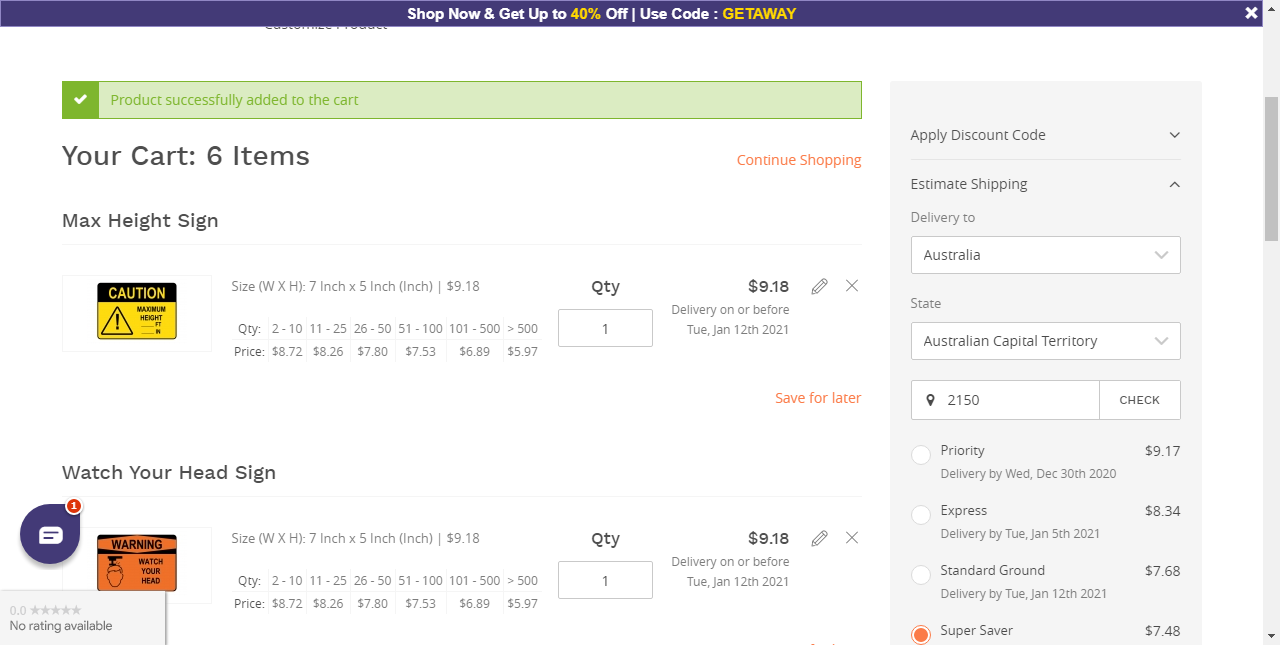 Shop Now & Get Up to 40% Off | Use Code : GETAWAY
Customize Product
Product successfully added to the cart
Your Cart: 6 Items
Continue Shopping
Max Height Sign
CAUTION
MAXIMUM
HEIGHT
FT
IN
Size (W X H): 7 Inch x 5 Inch (Inch) | $9.18
Qty: 2 - 10 11 - 25 26 - 50 51 - 100 101 - 500 > 500
Price: $8.72 $8.26 $7.80 $7.53 $6.89 $5.97
Qty
1
$9.18
Delivery on or before
Tue, Jan 12th 2021
Save for later
Watch Your Head Sign
WARNING
WATCH
YOUR
HEAD
Size (W X H): 7 Inch x 5 Inch (Inch) | $9.18
Qty: 2 - 10 11 - 25 26 - 50 51 - 100 101 - 500 > 500
Price: $8.72 $8.26 $7.80 $7.53 $6.89 $5.97
Qty
1
$9.18
Delivery on or before
Tue, Jan 12th 2021
1
0.0 ★★★★★
No rating available
Apply Discount Code
Estimate Shipping
Delivery to
Australia
State
Australian Capital Territory
2150 CHECK
Priority $9.17
Delivery by Wed, Dec 30th 2020
Express $8.34
Delivery by Tue, Jan 5th 2021
Standard Ground $7.68
Delivery by Tue, Jan 12th 2021
Super Saver $7.48